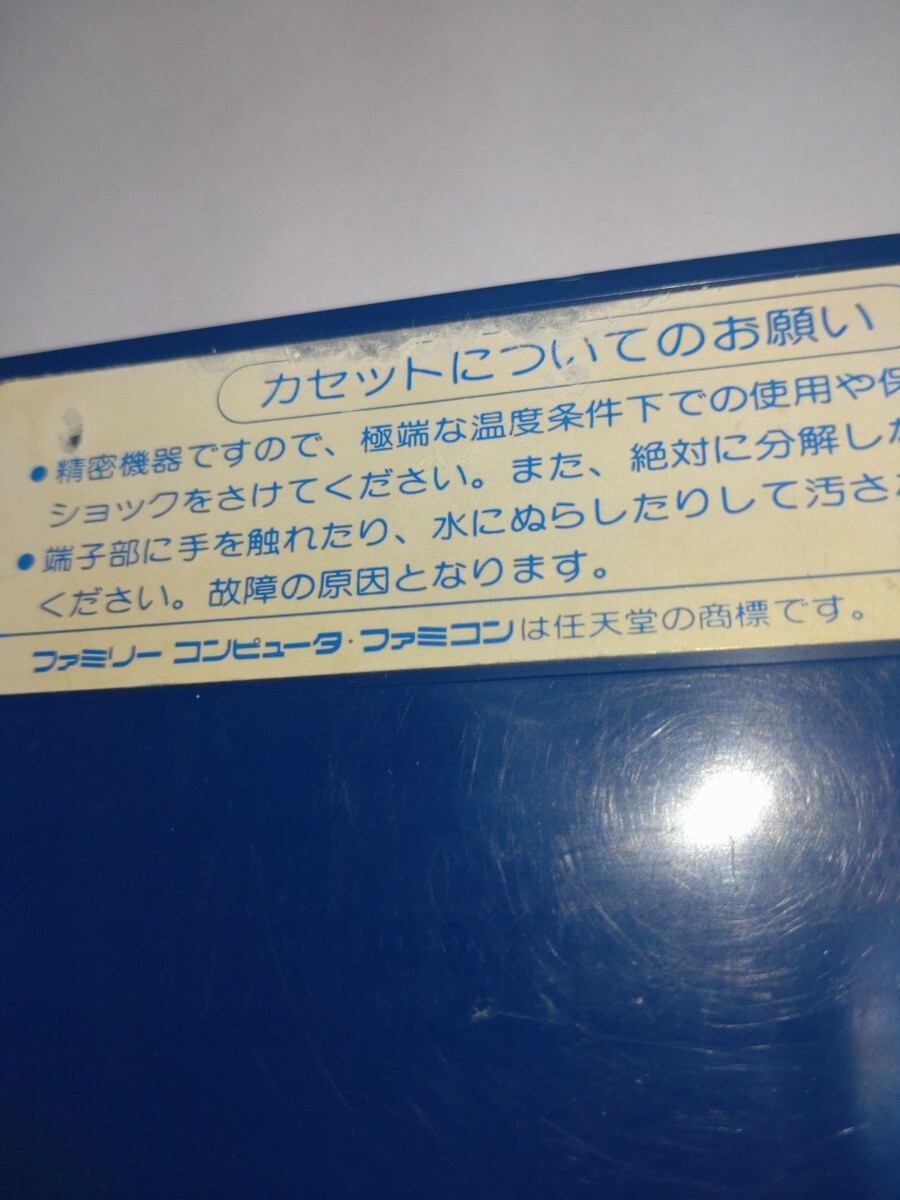 カセットについてのお願い
●精密機器ですので、極端な温度条件下での使用や保
ショックをさけてください。また、絶対に分解した
●端子部に手を触れたり、水にぬらしたりして汚さ
ください。故障の原因となります。
ファミリー コンピュータ・ファミコンは任天堂の商標です。